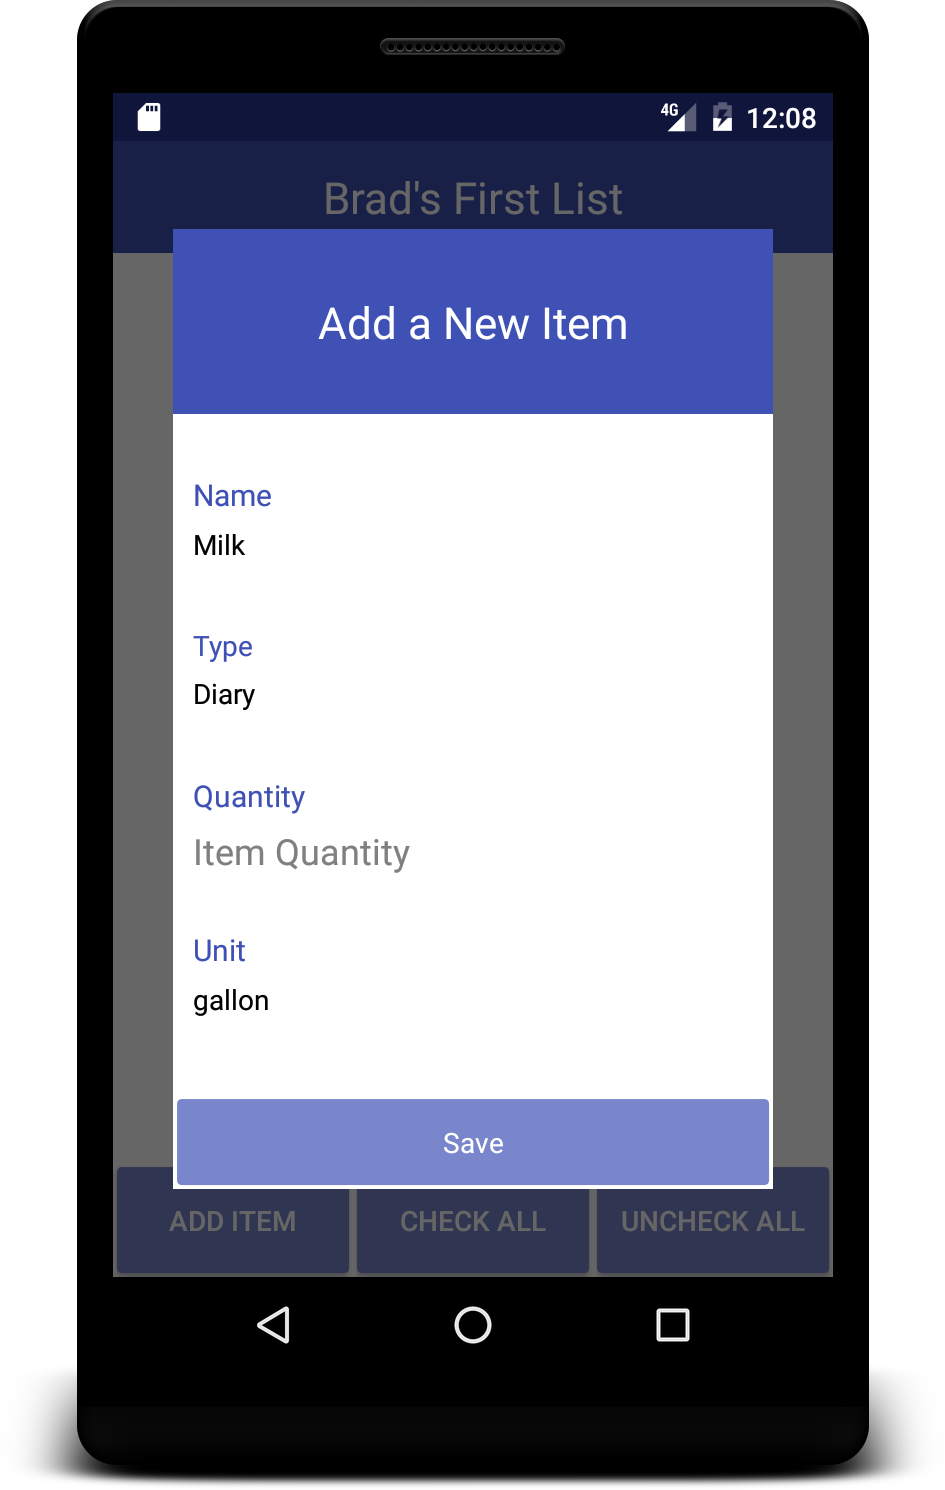 4G 12:08
Brad's First List
Add a New Item
Name
Milk
Type
Diary
Quantity
Item Quantity
Unit
gallon
Save
ADD ITEM CHECK ALL UNCHECK ALL